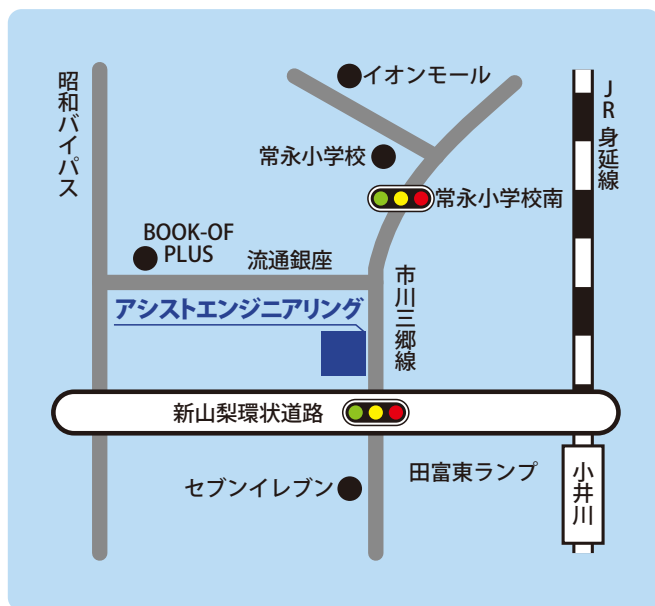 イオンモール
昭和バイパス
JR身延線
常永小学校
常永小学校南
BOOK-OF
PLUS
流通銀座
市川三郷線
アシストエンジニアリング
新山梨環状道路
田富東ランプ
小井川
セブンイレブン